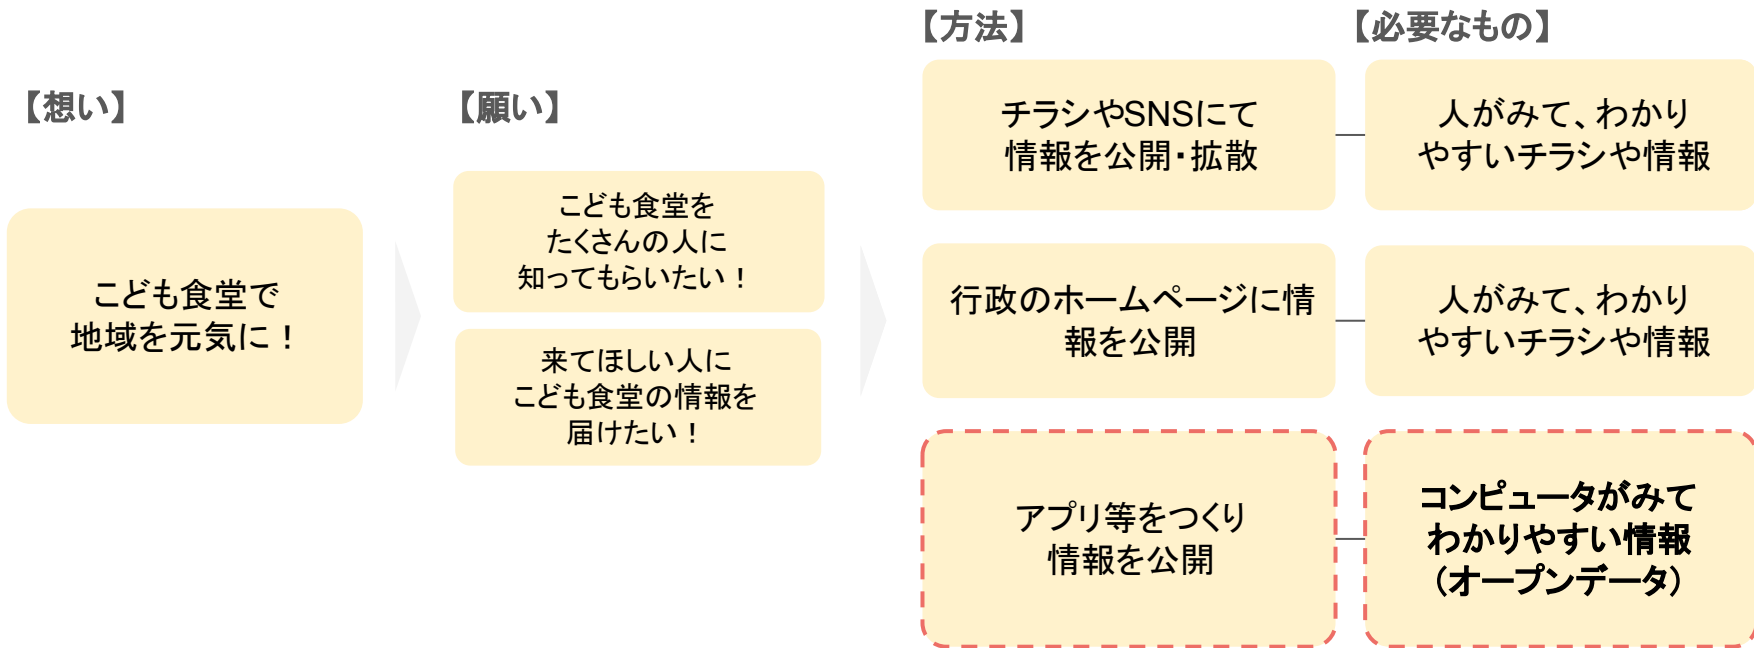 【想い】
こども食堂で
地域を元気に！
【願い】
こども食堂を
たくさんの人に
知ってもらいたい！
来てほしい人に
こども食堂の情報を
届けたい！
【方法】
【必要なもの】
チラシやSNSにて
情報を公開・拡散
人がみて、わかり
やすいチラシや情報
行政のホームページに情
報を公開
人がみて、わかり
やすいチラシや情報
アプリ等をつくり
情報を公開
コンピュータがみて
わかりやすい情報
（オープンデータ）